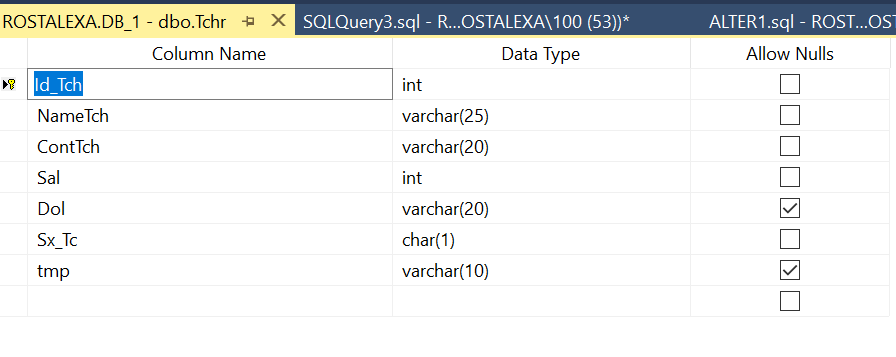 ROSTALEXA.DB_1 - dbo.Tchr SQLQuery3.sql - R...OSTALEXA\100 (53))* ALTER1.sql - ROST...OST
Column Name Data Type Allow Nulls
Id_Tch int
NameTch varchar(25)
ContTch varchar(20)
Sal int
Dol varchar(20)
Sx_Tc char(1)
tmp varchar(10)